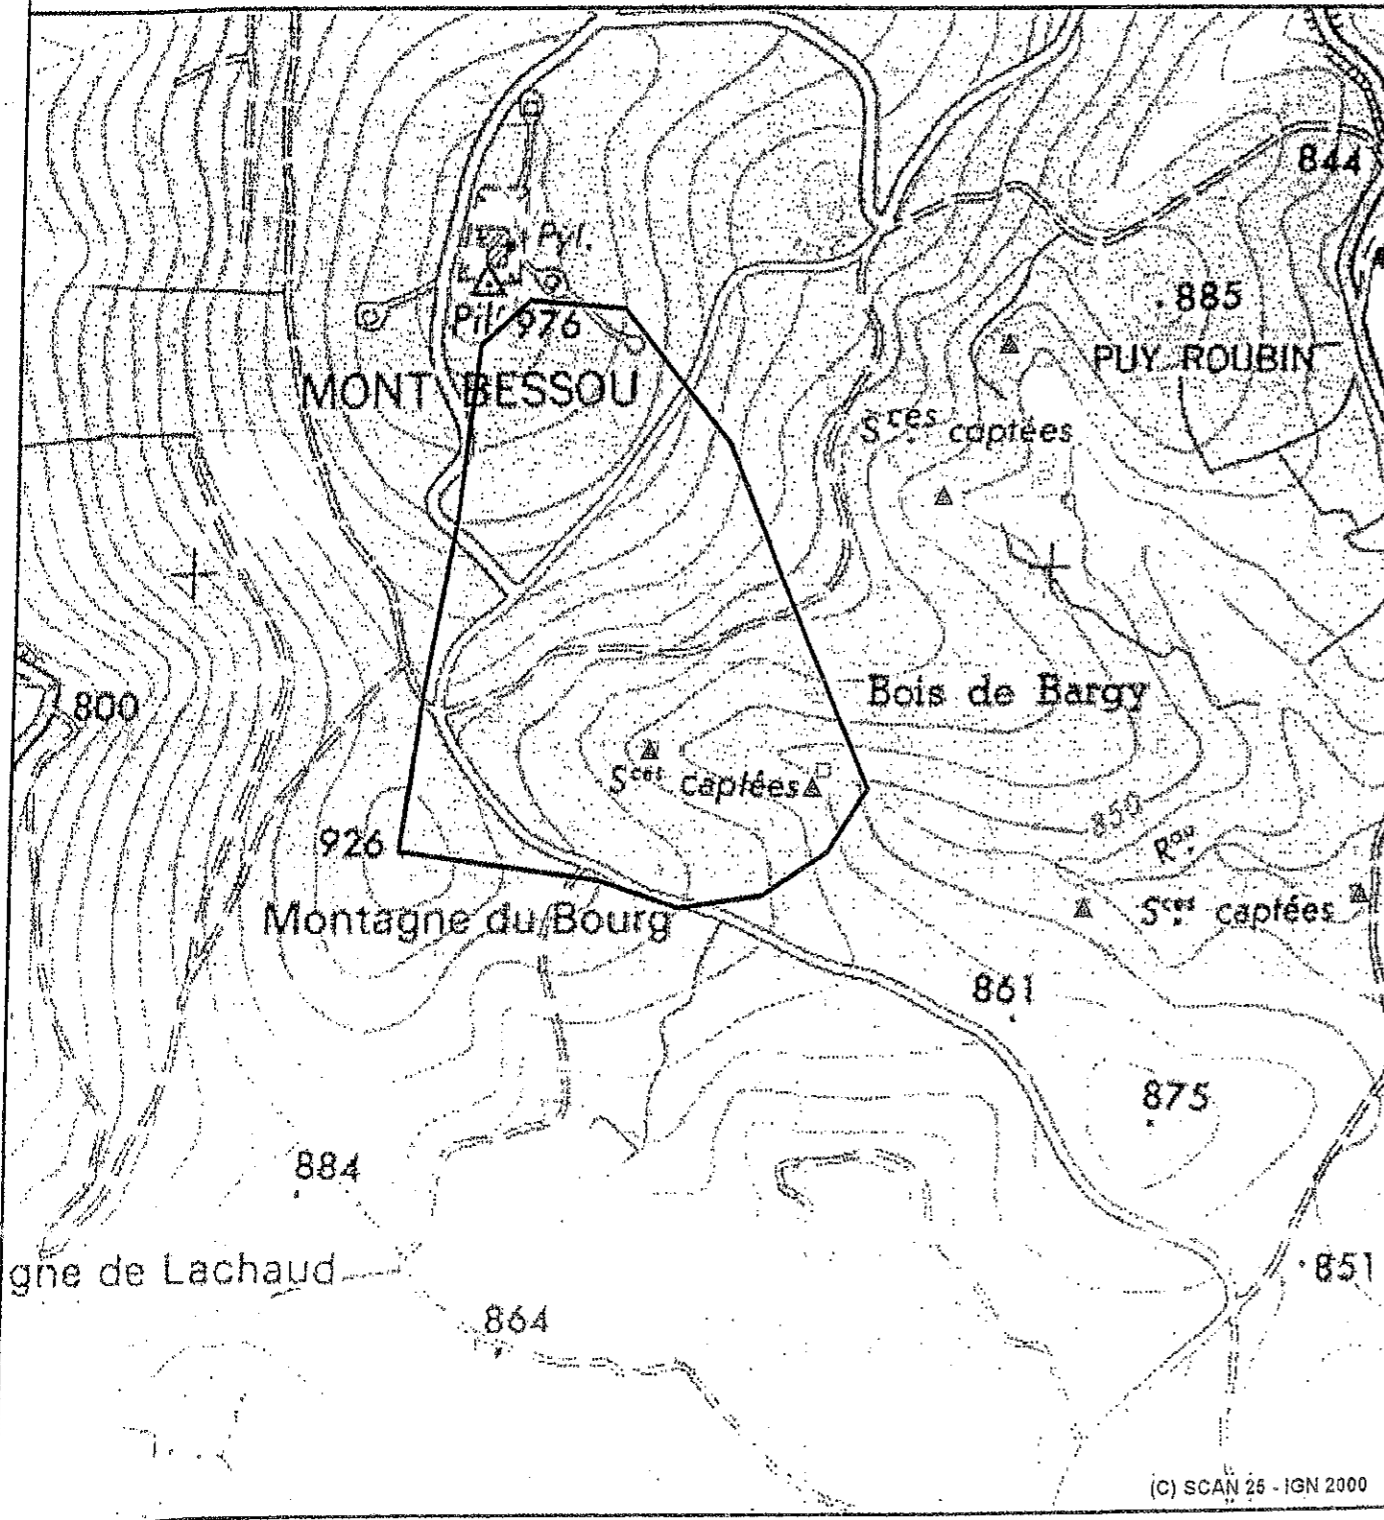 844
Pyl.
885
Pil. 976
PUY ROUBIN
MONT BESSOU
Sces captées
Bois de Bargy
800
Sces captées
850
926
Rau
Sces captées
Montagne du Bourg
861
875
884
gne de Lachaud
851
864
(C) SCAN 25 - IGN 2000